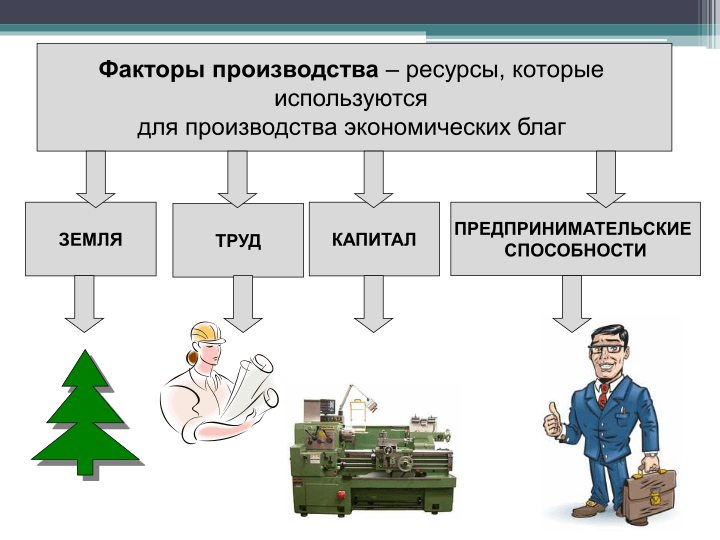 Факторы производства – ресурсы, которые
используются
для производства экономических благ
ЗЕМЛЯ
ТРУД
КАПИТАЛ
ПРЕДПРИНИМАТЕЛЬСКИЕ
СПОСОБНОСТИ